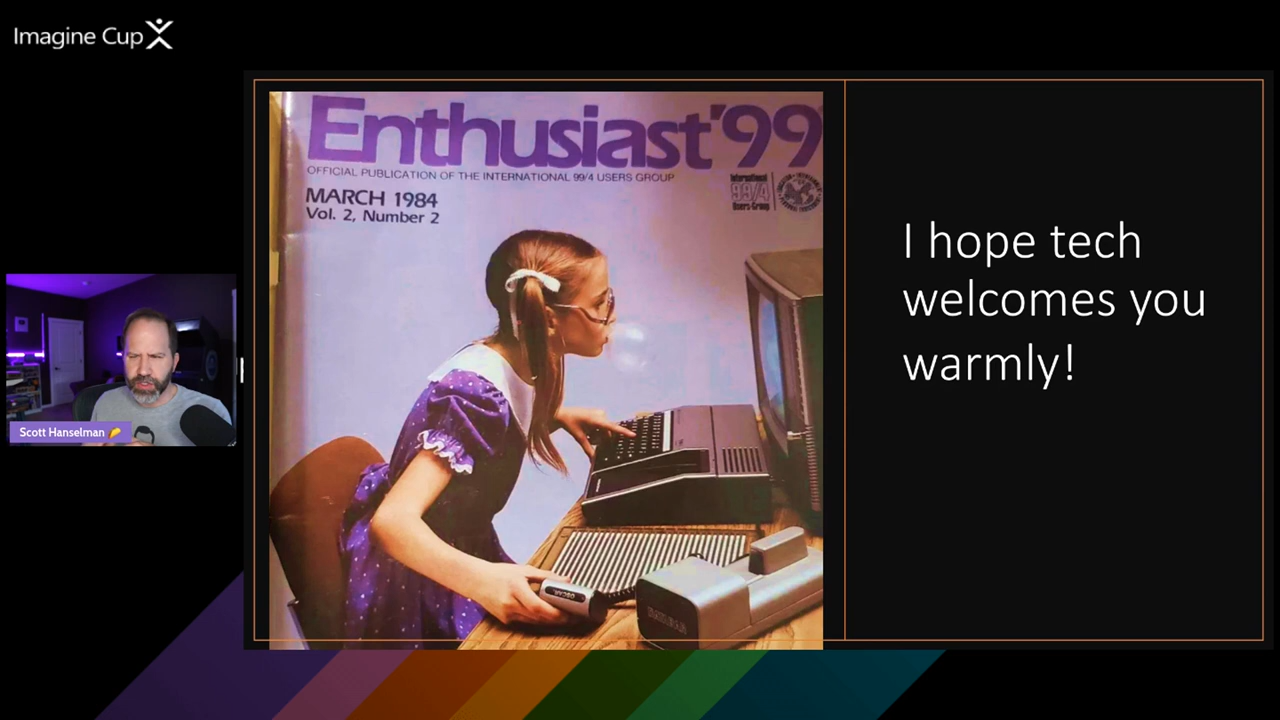 Imagine Cup
Enthusiast '99
OFFICIAL PUBLICATION OF THE INTERNATIONAL 99/4 USERS GROUP
MARCH 1984
Vol. 2, Number 2
International
99/4
Users-Group
I hope tech
welcomes you
warmly!
Scott Hanselman
OSCAR